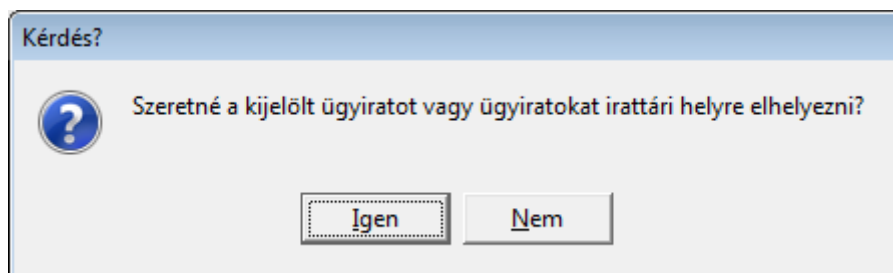 Kérdés?
Szeretné a kijelölt ügyiratot vagy ügyiratokat irattári helyre elhelyezni?
Igen
Nem